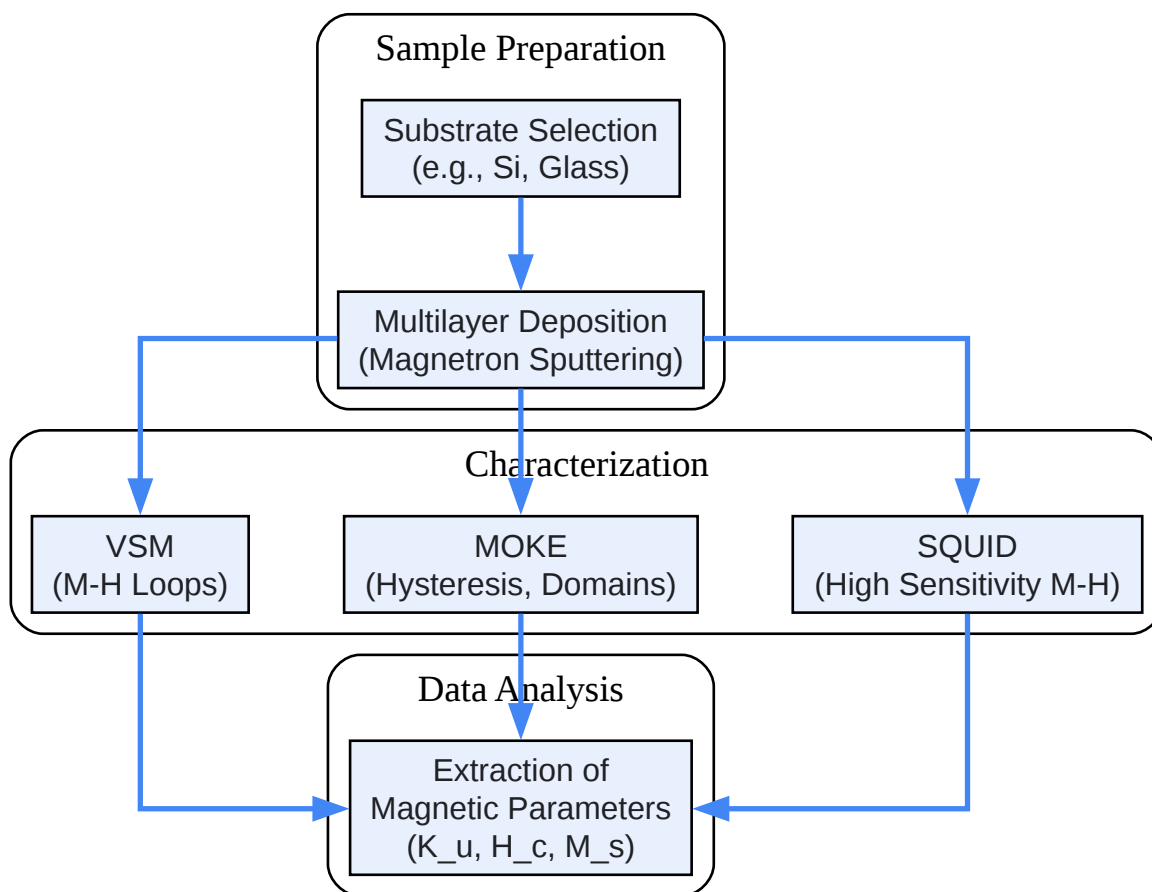 Sample Preparation
Substrate Selection
(e.g., Si, Glass)
Multilayer Deposition
(Magnetron Sputtering)
Characterization
VSM
(M-H Loops)
MOKE
(Hysteresis, Domains)
SQUID
(High Sensitivity M-H)
Data Analysis
Extraction of
Magnetic Parameters
(K_u, H_c, M_s)